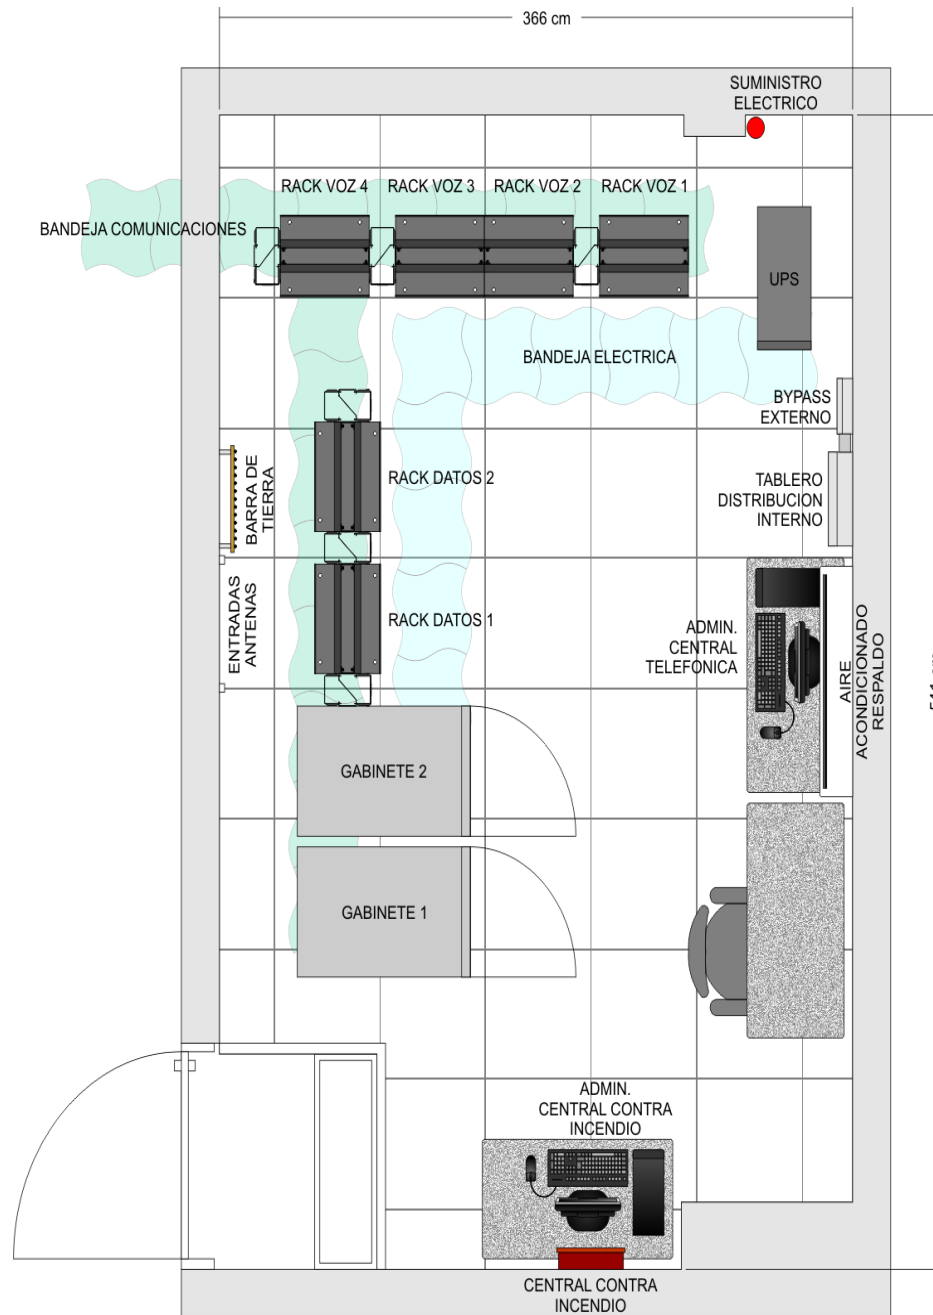 366 cm
SUMINISTRO
ELECTRICO
RACK VOZ 4
RACK VOZ 3
RACK VOZ 2
RACK VOZ 1
BANDEJA COMUNICACIONES
UPS
BANDEJA ELECTRICA
BYPASS
EXTERNO
BARRA DE
TIERRA
RACK DATOS 2
TABLERO
DISTRIBUCION
INTERNO
ENTRADAS
ANTENAS
RACK DATOS 1
ADMIN.
CENTRAL
TELEFONICA
AIRE
ACONDICIONADO
RESPALDO
GABINETE 2
GABINETE 1
ADMIN.
CENTRAL CONTRA
INCENDIO
CENTRAL CONTRA
INCENDIO